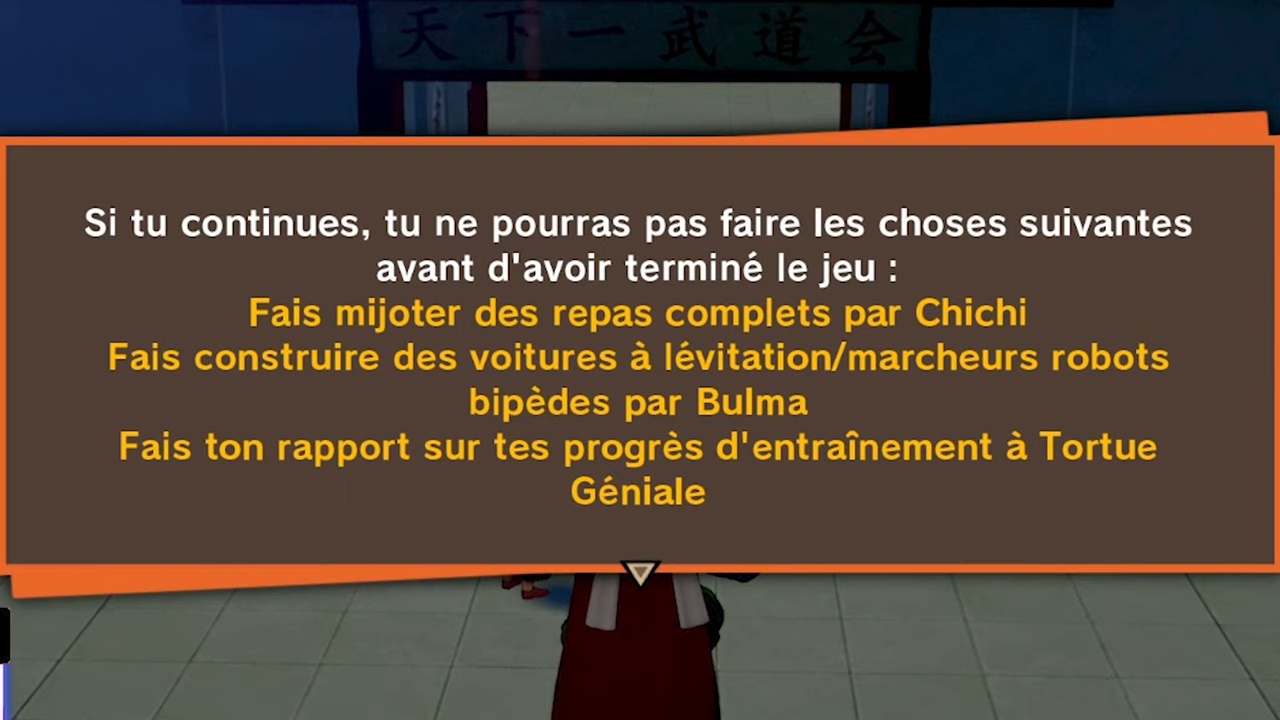 天下一武道会
Si tu continues, tu ne pourras pas faire les choses suivantes
avant d'avoir terminé le jeu :
Fais mijoter des repas complets par Chichi
Fais construire des voitures à lévitation/marcheurs robots
bipèdes par Bulma
Fais ton rapport sur tes progrès d'entraînement à Tortue
Géniale